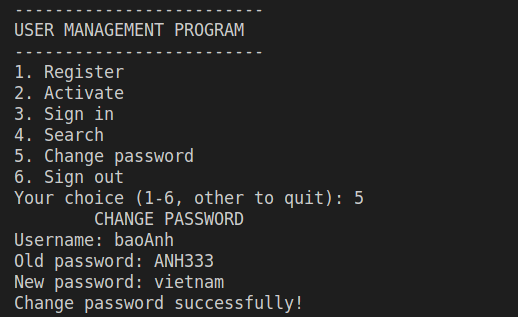 -------------------------
USER MANAGEMENT PROGRAM
-------------------------
1. Register
2. Activate
3. Sign in
4. Search
5. Change password
6. Sign out
Your choice (1-6, other to quit): 5
CHANGE PASSWORD
Username: baoAnh
Old password: ANH333
New password: vietnam
Change password successfully!